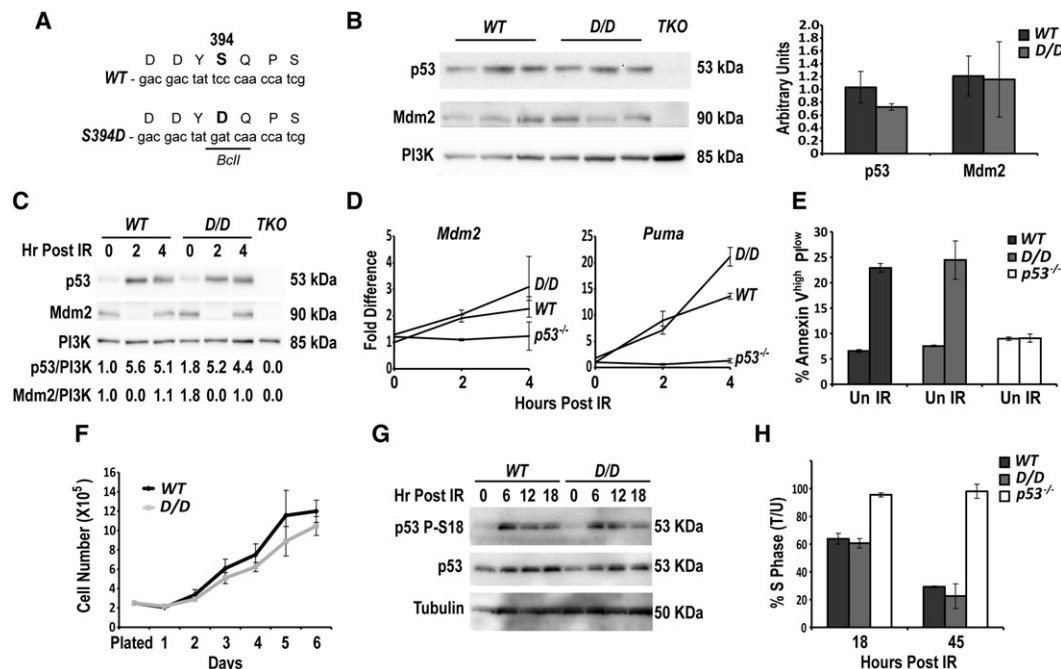 A
394
D D Y S Q P S
WT - gac gac tat tcc caa cca tcg
D D Y D Q P S
S394D - gac gac tat gat caa cca tcg
BclI
B
WT D/D TKO
p53 53 kDa
Mdm2 90 kDa
PI3K 85 kDa
Arbitrary Units
2.0
1.8
1.6
1.4
1.2
1.0
0.8
0.6
0.4
0.2
0
p53 Mdm2
WT
D/D
C
WT D/D TKO
Hr Post IR 0 2 4 0 2 4
p53 53 kDa
Mdm2 90 kDa
PI3K 85 kDa
p53/PI3K 1.0 5.6 5.1 1.8 5.2 4.4 0.0
Mdm2/PI3K 1.0 0.0 1.1 1.8 0.0 1.0 0.0
D
Mdm2
Fold Difference
5
4
3
2
1
0
0 2 4
D/D
WT
p53-/-
Puma
25
20
15
10
5
0
0 2 4
D/D
WT
p53-/-
Hours Post IR
E
% Annexin Vhigh PIlow
30
25
20
15
10
5
0
Un IR Un IR Un IR
WT
D/D
p53-/-
F
Cell Number (X10⁵)
16
14
12
10
8
6
4
2
0
WT
D/D
Plated 1 2 3 4 5 6
Days
G
WT D/D
Hr Post IR 0 6 12 18 0 6 12 18
p53 P-S18 53 KDa
p53 53 KDa
Tubulin 50 KDa
H
% S Phase (T/U)
100
80
60
40
20
0
18 45
Hours Post IR
WT
D/D
p53-/-